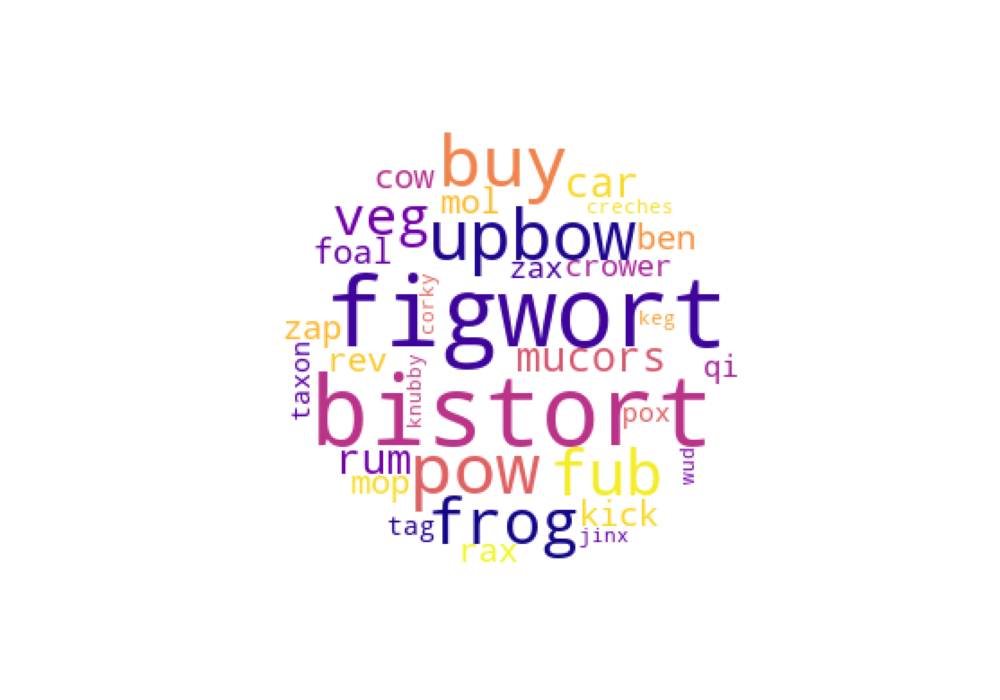 buy
cow
car
mol
creches
veg
upbow
ben
foal
zax
crower
figwort
corky
keg
zap
rev
mucors
qi
taxon
bistort
knubby
pox
rum
pow
fub
wud
mop
frog
kick
tag
jinx
rax